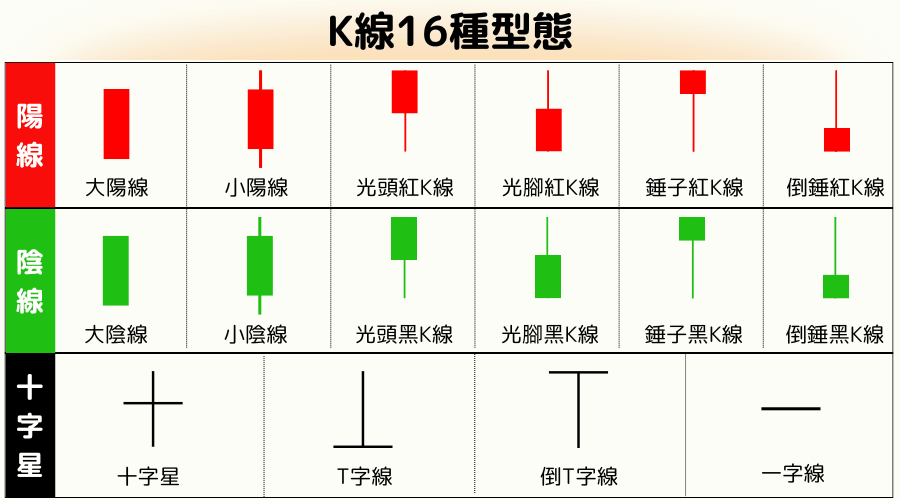 K線16種型態
陽線
大陽線
小陽線
光頭紅K線
光腳紅K線
錘子紅K線
倒錘紅K線
陰線
大陰線
小陰線
光頭黑K線
光腳黑K線
錘子黑K線
倒錘黑K線
十字星
十字星
T字線
倒T字線
一字線